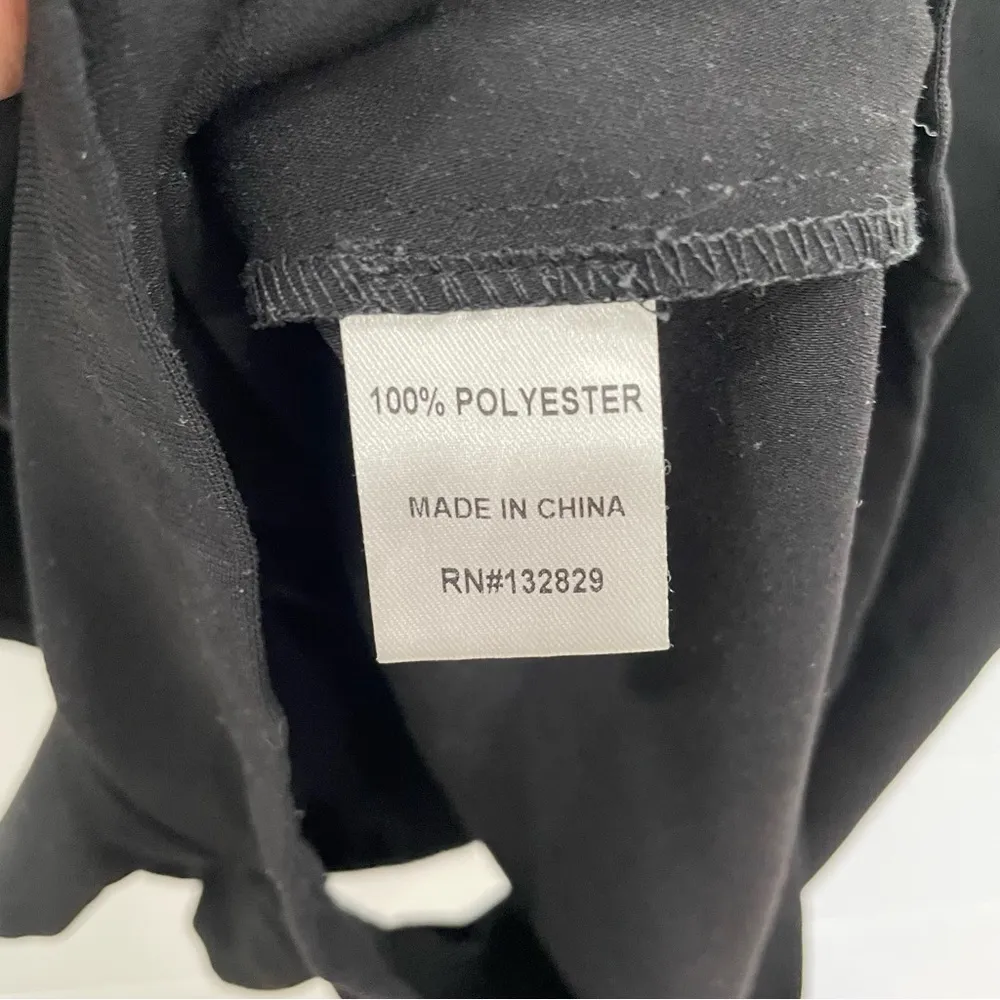 100% POLYESTER
MADE IN CHINA
RN#132829